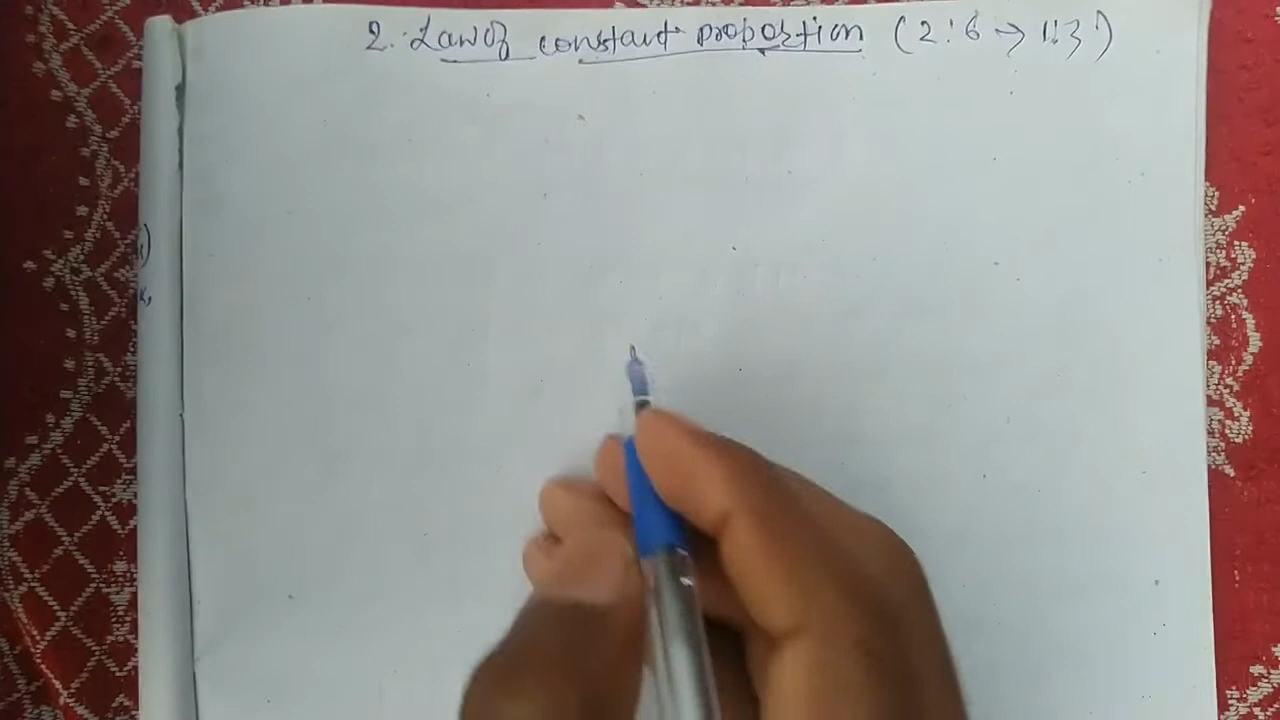 2. Law of constant proportion (2:6 → 1:3)